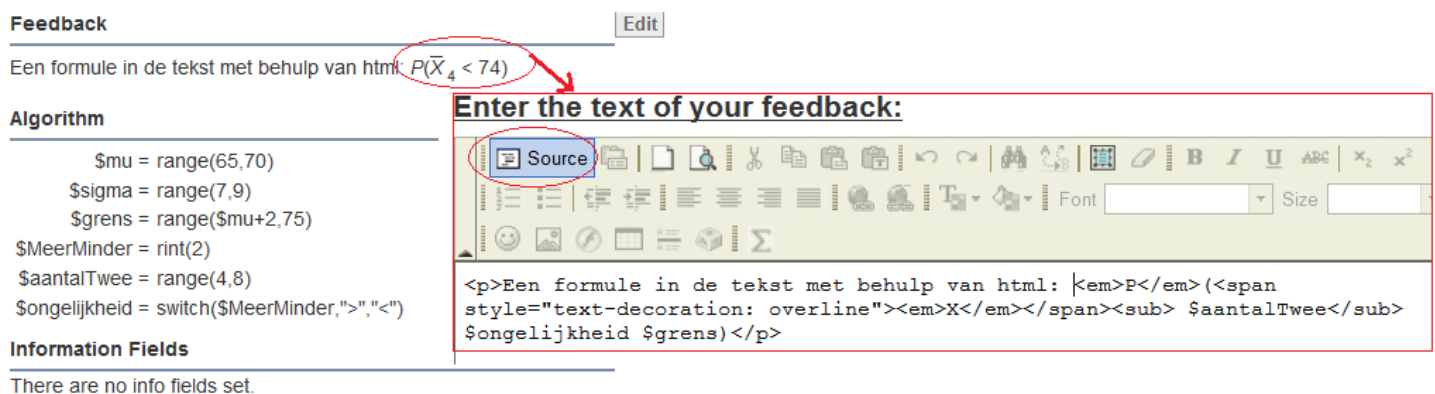 Feedback
Edit
Een formule in de tekst met behulp van html: P(X̅ 4 < 74)
Algorithm
$mu = range(65,70)
$sigma = range(7,9)
$grens = range($mu+2,75)
$MeerMinder = rint(2)
$aantalTwee = range(4,8)
$ongelijkheid = switch($MeerMinder,">","<")
Information Fields
There are no info fields set.
Enter the text of your feedback:
Source
B I U ABC x₂ x²
Font Size
Σ
<p>Een formule in de tekst met behulp van html: <em>P</em>(<span
style="text-decoration: overline"><em>X</em></span><sub> $aantalTwee</sub>
$ongelijkheid $grens)</p>